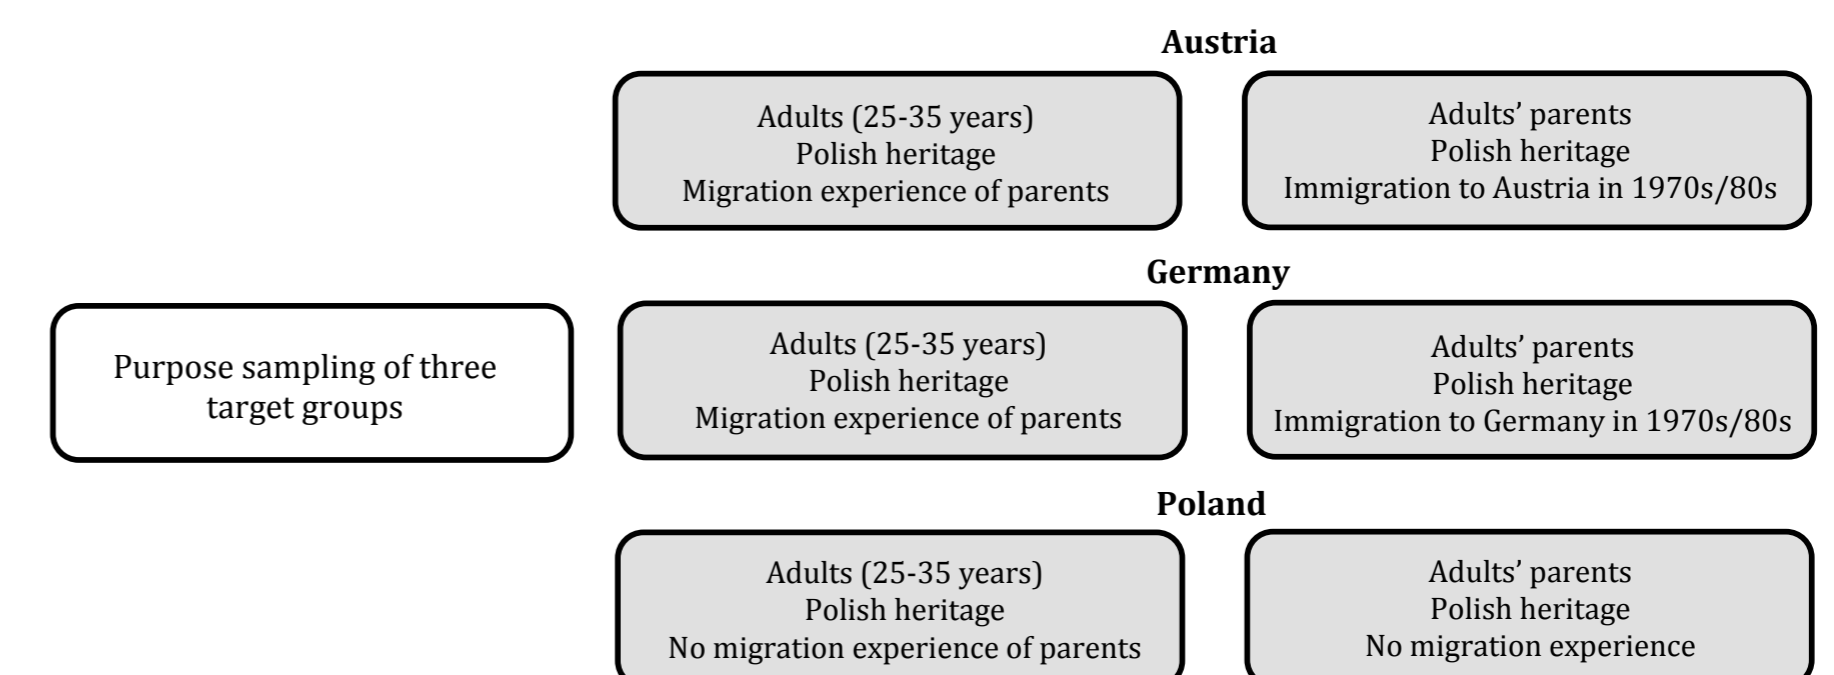 Austria
Adults (25-35 years)
Polish heritage
Migration experience of parents
Adults’ parents
Polish heritage
Immigration to Austria in 1970s/80s
Germany
Purpose sampling of three
target groups
Adults (25-35 years)
Polish heritage
Migration experience of parents
Adults’ parents
Polish heritage
Immigration to Germany in 1970s/80s
Poland
Adults (25-35 years)
Polish heritage
No migration experience of parents
Adults’ parents
Polish heritage
No migration experience